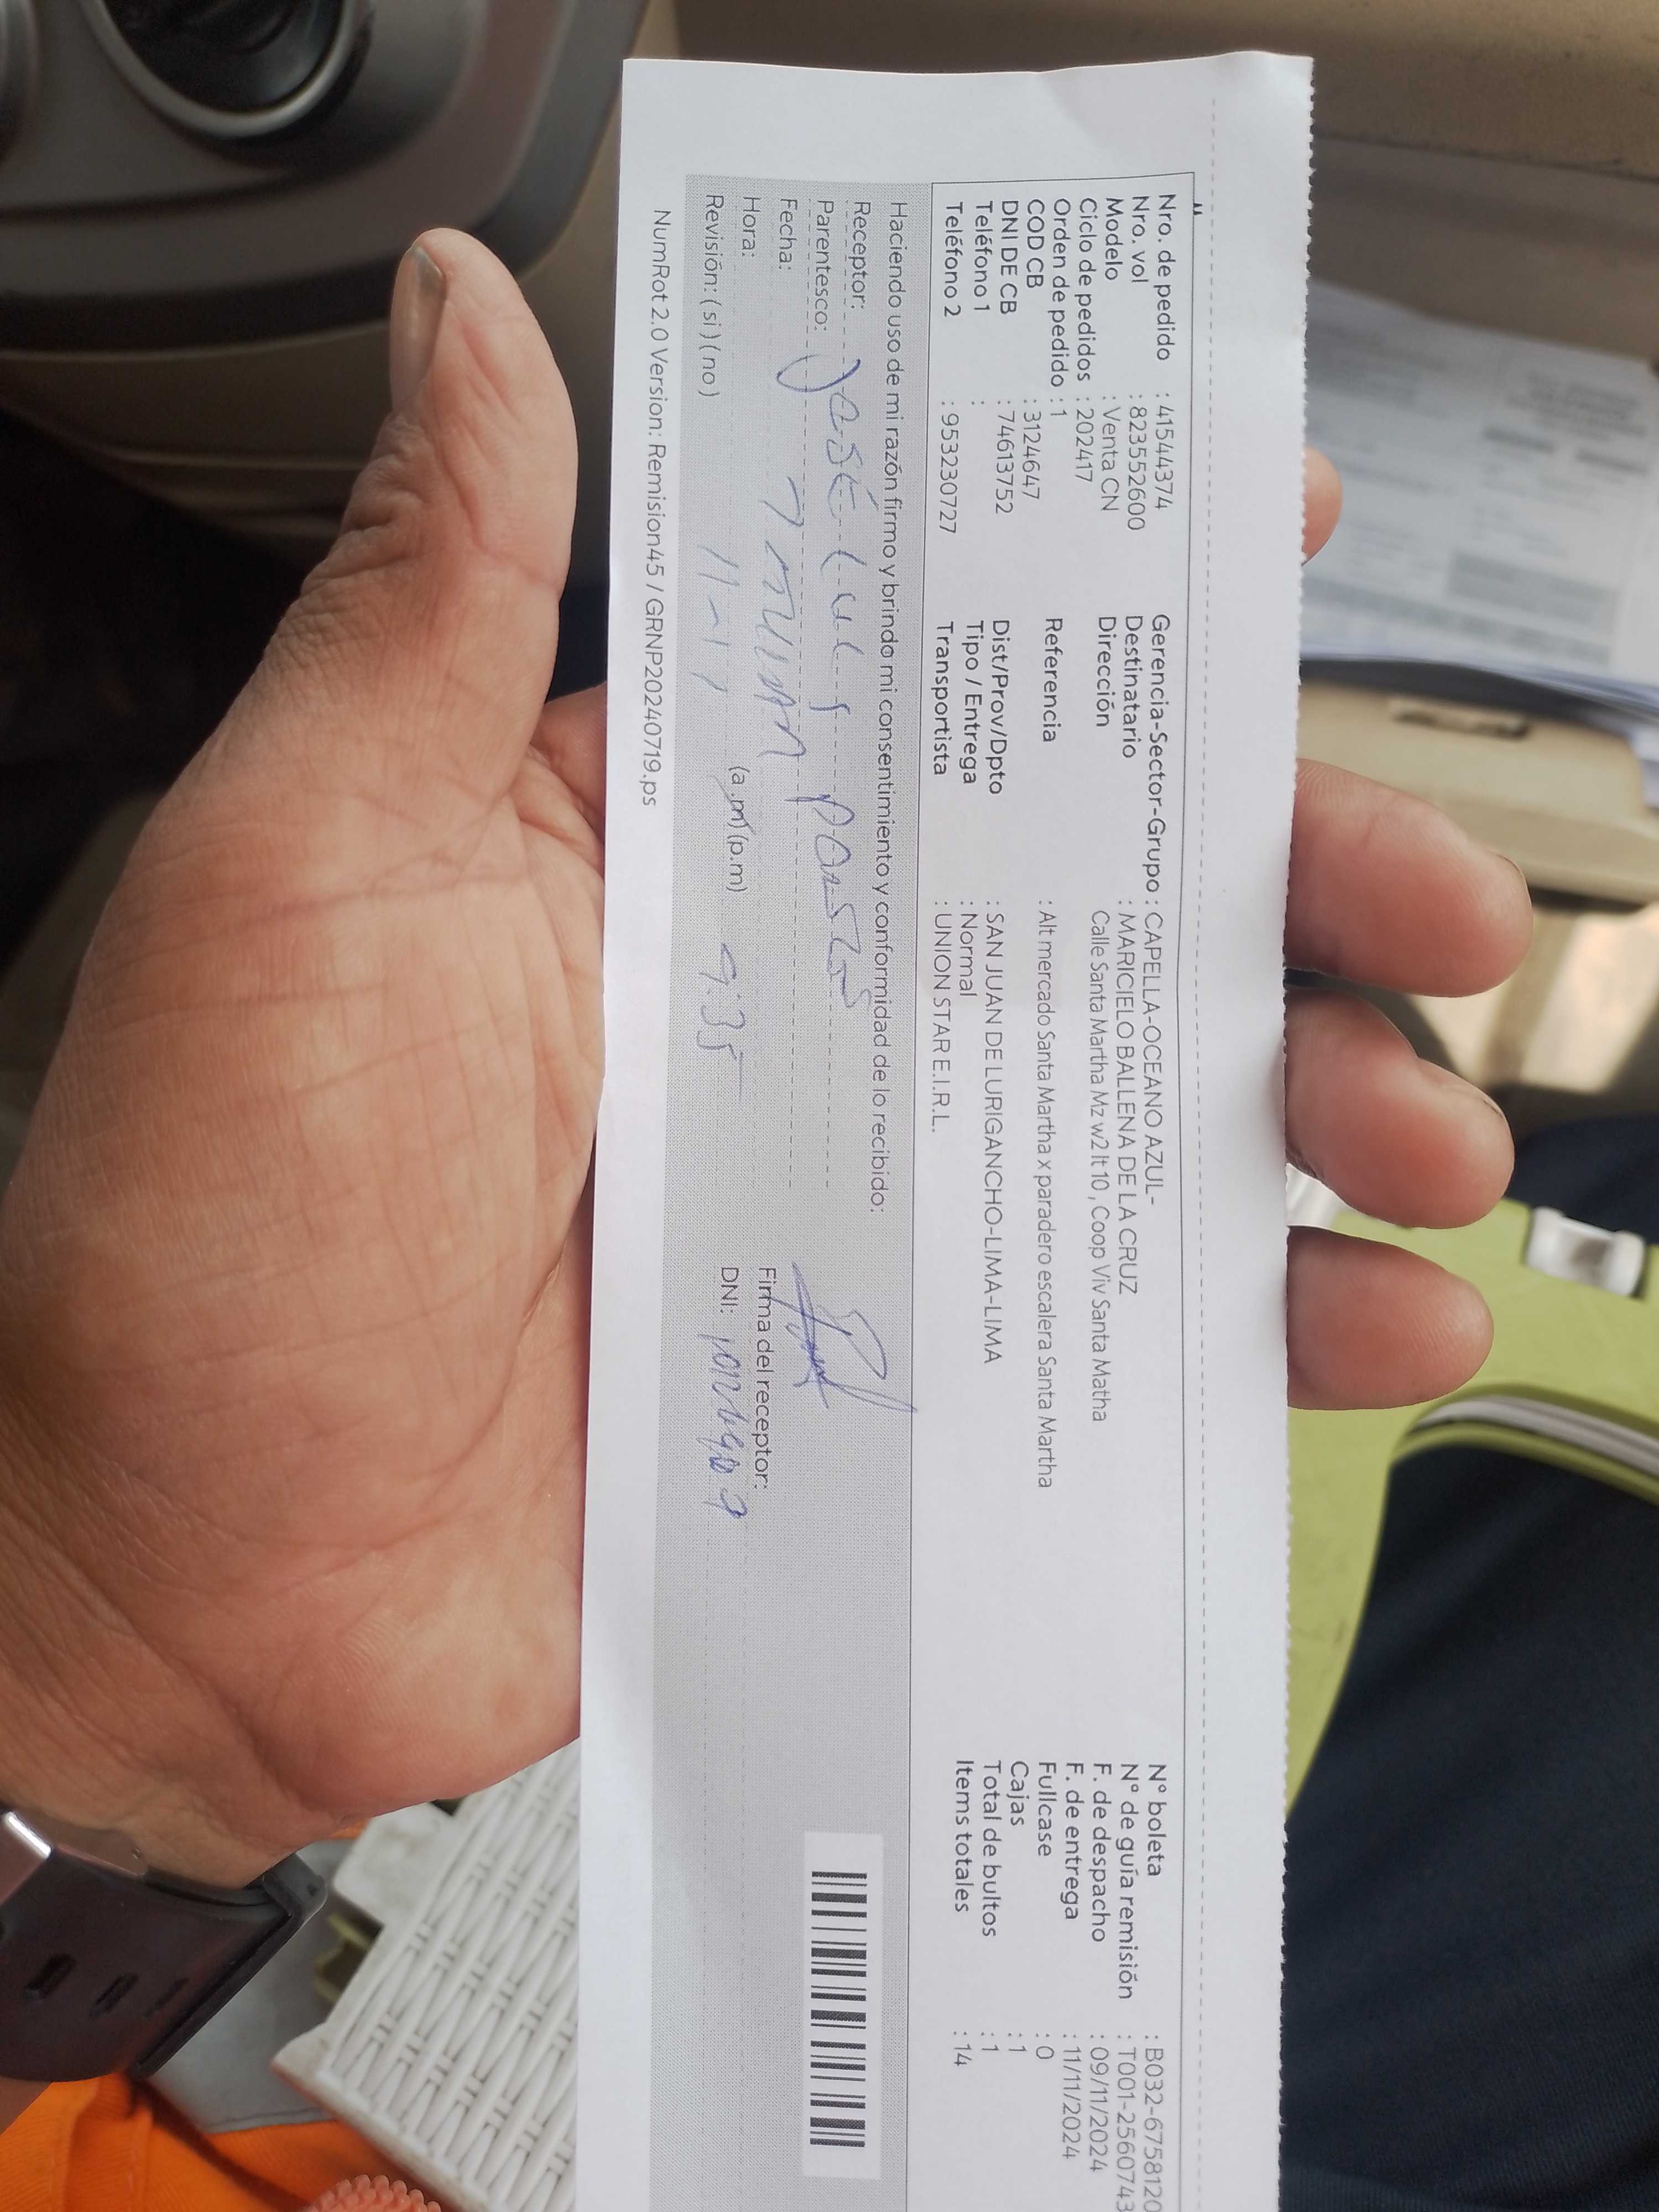 Nro. de pedido : 41544374
Nro. vol : 823552600
Modelo : Venta CN
Ciclo de pedidos : 202417
Orden de pedido : 1
COD CB : 3124647
DNI DE CB : 74613752
Teléfono 1 :
Teléfono 2 : 953230727
Gerencia-Sector-Grupo : CAPELLA-OCEANO AZUL-
Destinatario : MARICIELO BALLENA DE LA CRUZ
Dirección Calle Santa Martha Mz w2 lt 10 , Coop Viv Santa Matha
Referencia : Alt mercado Santa Martha x paradero escalera Santa Martha
Dist/Prov/Dpto : SAN JUAN DE LURIGANCHO-LIMA-LIMA
Tipo / Entrega : Normal
Transportista : UNION STAR E.I.R.L.
N° boleta : B032-6758120
N° de guía remisión : T001-2560743
F. de despacho : 09/11/2024
F. de entrega : 11/11/2024
Fullcase : 0
Cajas : 1
Total de bultos : 1
Items totales : 14
Haciendo uso de mi razón firmo y brindo mi consentimiento y conformidad de lo recibido:
Receptor: José Luis
Parentesco:
Fecha: 11-11
Hora: (a.m) (p.m) 9:35
Revisión: ( si ) ( no )
Firma del receptor:
DNI:
NumRot 2.0 Version: Remision45 / GRNP20240719.ps